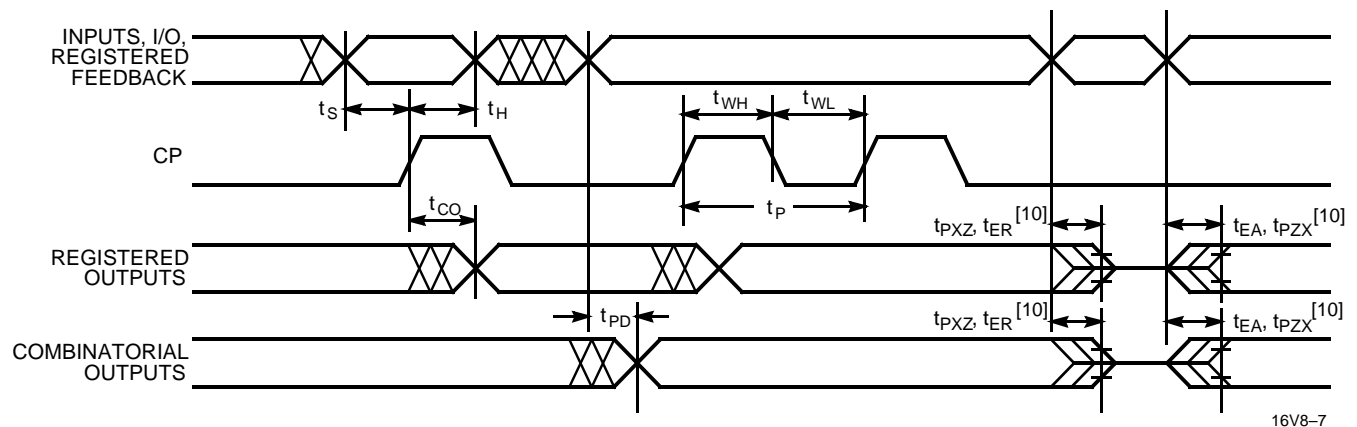 INPUTS, I/O,
REGISTERED
FEEDBACK
tS
tH
tWH
tWL
CP
tCO
tP
tPXZ, tER [10]
tEA, tPZX [10]
REGISTERED
OUTPUTS
tPD
tPXZ, tER [10]
tEA, tPZX [10]
COMBINATORIAL
OUTPUTS
16V8–7